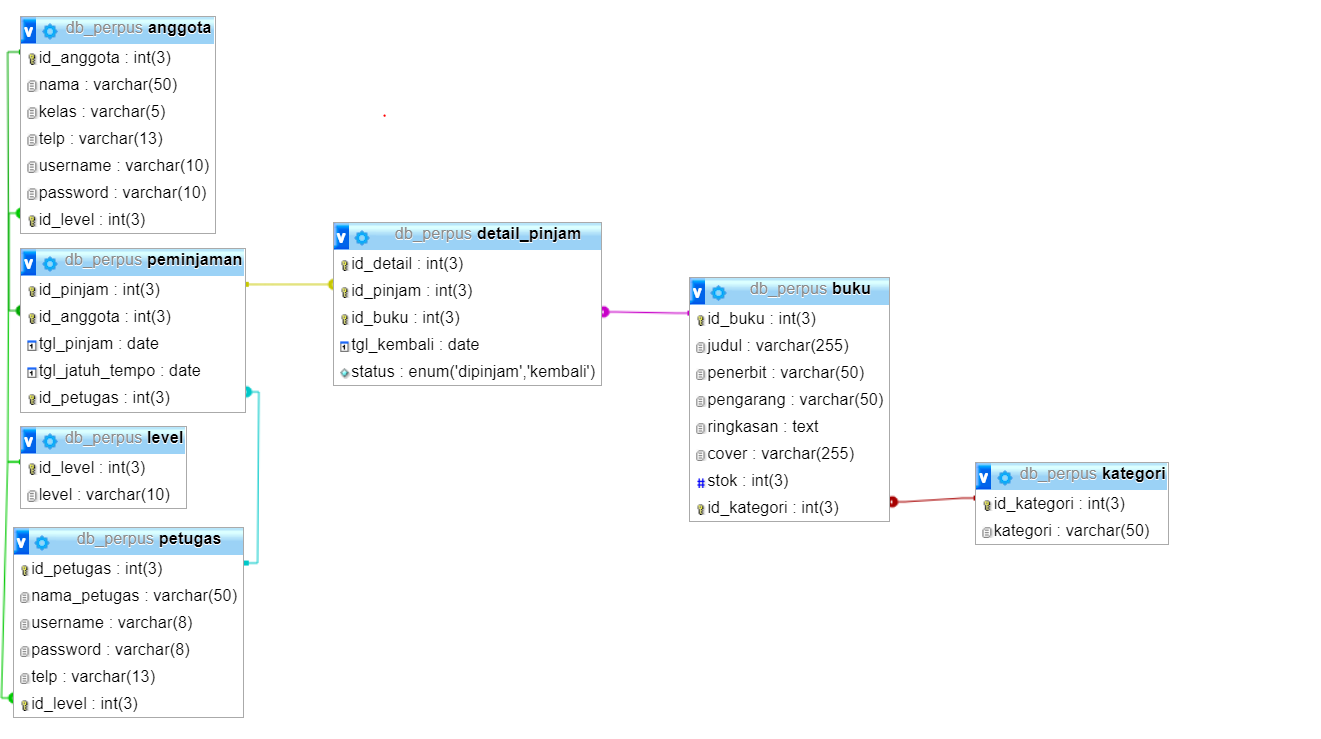 db_perpus anggota
id_anggota : int(3)
nama : varchar(50)
kelas : varchar(5)
telp : varchar(13)
username : varchar(10)
password : varchar(10)
id_level : int(3)
db_perpus peminjaman
id_pinjam : int(3)
id_anggota : int(3)
tgl_pinjam : date
tgl_jatuh_tempo : date
id_petugas : int(3)
db_perpus level
id_level : int(3)
level : varchar(10)
db_perpus petugas
id_petugas : int(3)
nama_petugas : varchar(50)
username : varchar(8)
password : varchar(8)
telp : varchar(13)
id_level : int(3)
db_perpus detail_pinjam
id_detail : int(3)
id_pinjam : int(3)
id_buku : int(3)
tgl_kembali : date
status : enum('dipinjam','kembali')
db_perpus buku
id_buku : int(3)
judul : varchar(255)
penerbit : varchar(50)
pengarang : varchar(50)
ringkasan : text
cover : varchar(255)
# stok : int(3)
id_kategori : int(3)
db_perpus kategori
id_kategori : int(3)
kategori : varchar(50)